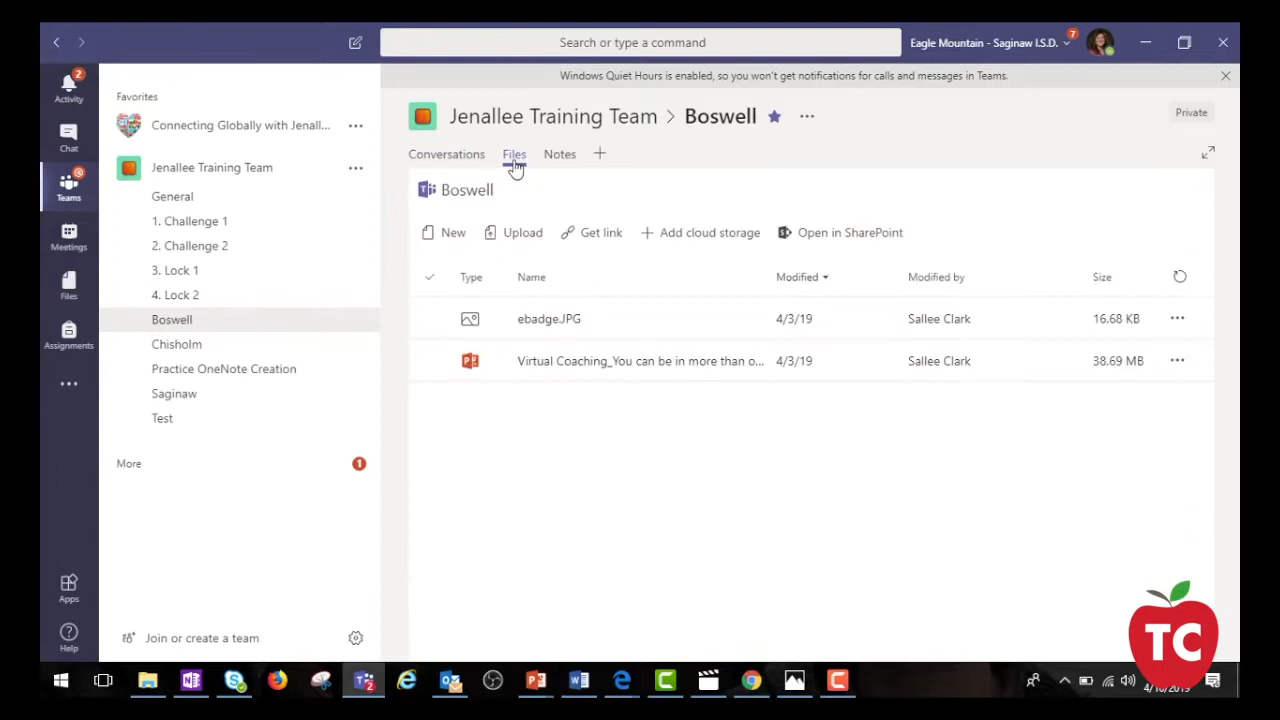 Search or type a command
Eagle Mountain - Saginaw I.S.D.
7
Windows Quiet Hours is enabled, so you won't get notifications for calls and messages in Teams.
2
Activity
Chat
@
Teams
Meetings
Files
Assignments
Apps
Help
Favorites
Connecting Globally with Jenall...
Jenallee Training Team
General
1. Challenge 1
2. Challenge 2
3. Lock 1
4. Lock 2
Boswell
Chisholm
Practice OneNote Creation
Saginaw
Test
More
1
Join or create a team
Jenallee Training Team > Boswell
Private
Conversations Files Notes
Boswell
New Upload Get link Add cloud storage Open in SharePoint
Type Name Modified Modified by Size
ebadge.JPG 4/3/19 Sallee Clark 16.68 KB
Virtual Coaching_You can be in more than o... 4/3/19 Sallee Clark 38.69 MB
TC